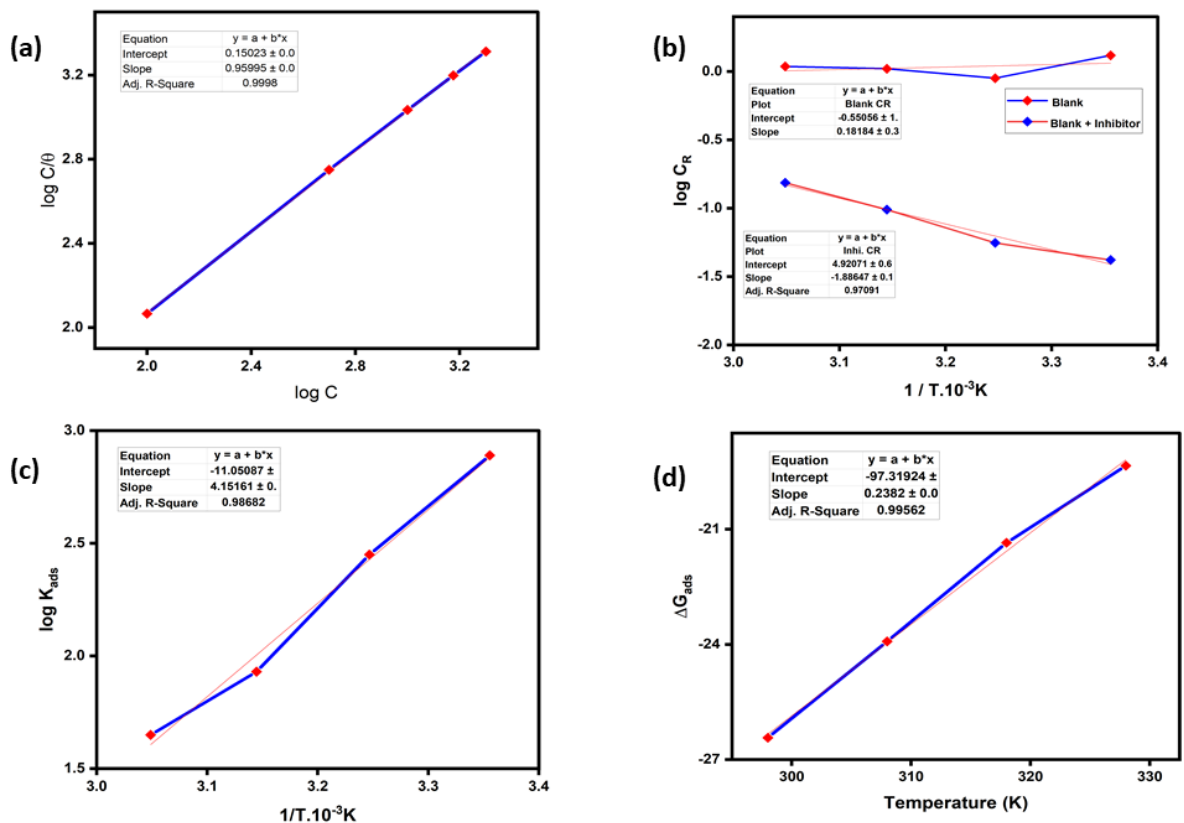 (a)
Equation y = a + b*x
Intercept 0.15023 ± 0.0
Slope 0.95995 ± 0.0
Adj. R-Square 0.9998
3.2
2.8
2.4
2.0
log C/θ
2.0 2.4 2.8 3.2
log C
(b)
0.0
-0.5
-1.0
-1.5
-2.0
log C_R
Equation y = a + b*x
Plot Blank CR
Intercept -0.55056 ± 1.
Slope 0.18184 ± 0.3
Blank
Blank + Inhibitor
Equation y = a + b*x
Plot Inhi. CR
Intercept 4.92071 ± 0.6
Slope -1.88647 ± 0.1
Adj. R-Square 0.97091
3.0 3.1 3.2 3.3 3.4
1 / T.10⁻³K
(c)
3.0
2.5
2.0
1.5
log K_ads
Equation y = a + b*x
Intercept -11.05087 ±
Slope 4.15161 ± 0.
Adj. R-Square 0.98682
3.0 3.1 3.2 3.3 3.4
1/T.10⁻³K
(d)
-21
-24
-27
ΔG_ads
Equation y = a + b*x
Intercept -97.31924 ±
Slope 0.2382 ± 0.0
Adj. R-Square 0.99562
300 310 320 330
Temperature (K)